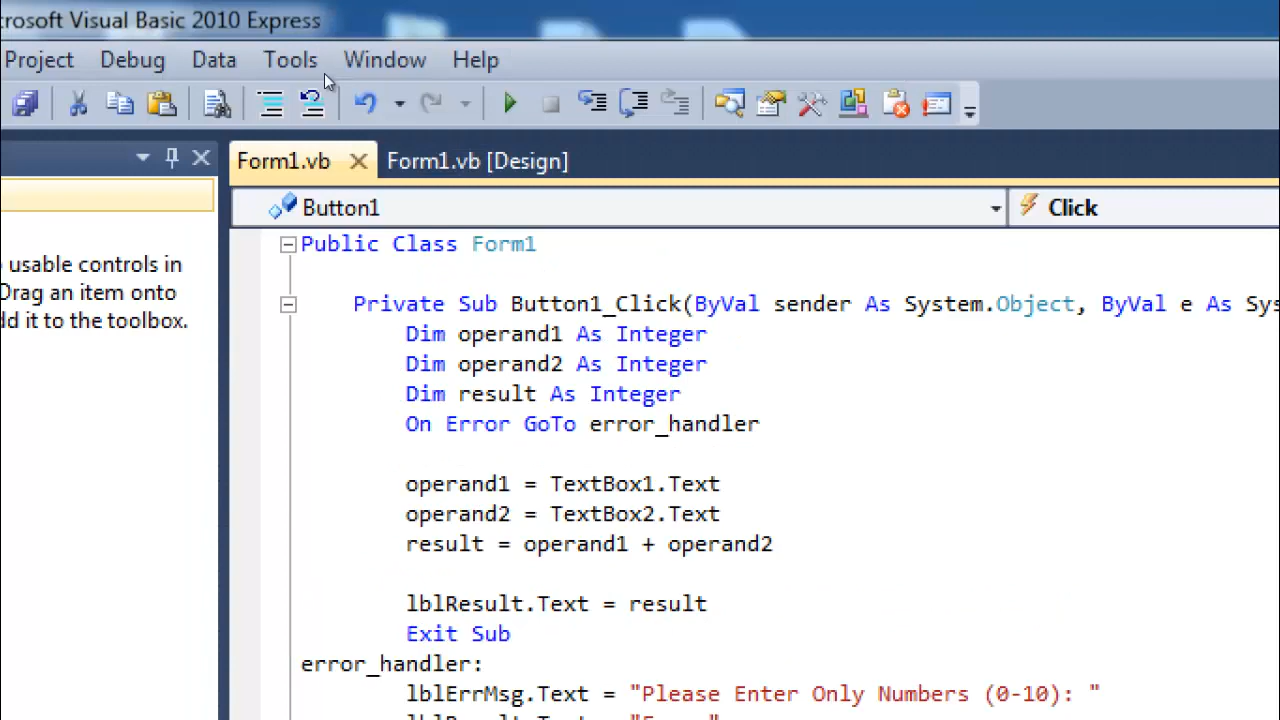 rosoft Visual Basic 2010 Express
Project Debug Data Tools Window Help
Form1.vb Form1.vb [Design]
Button1 Click
usable controls in
Drag an item onto
dd it to the toolbox.
Public Class Form1
Private Sub Button1_Click(ByVal sender As System.Object, ByVal e As Sys
Dim operand1 As Integer
Dim operand2 As Integer
Dim result As Integer
On Error GoTo error_handler
operand1 = TextBox1.Text
operand2 = TextBox2.Text
result = operand1 + operand2
lblResult.Text = result
Exit Sub
error_handler:
lblErrMsg.Text = "Please Enter Only Numbers (0-10): "